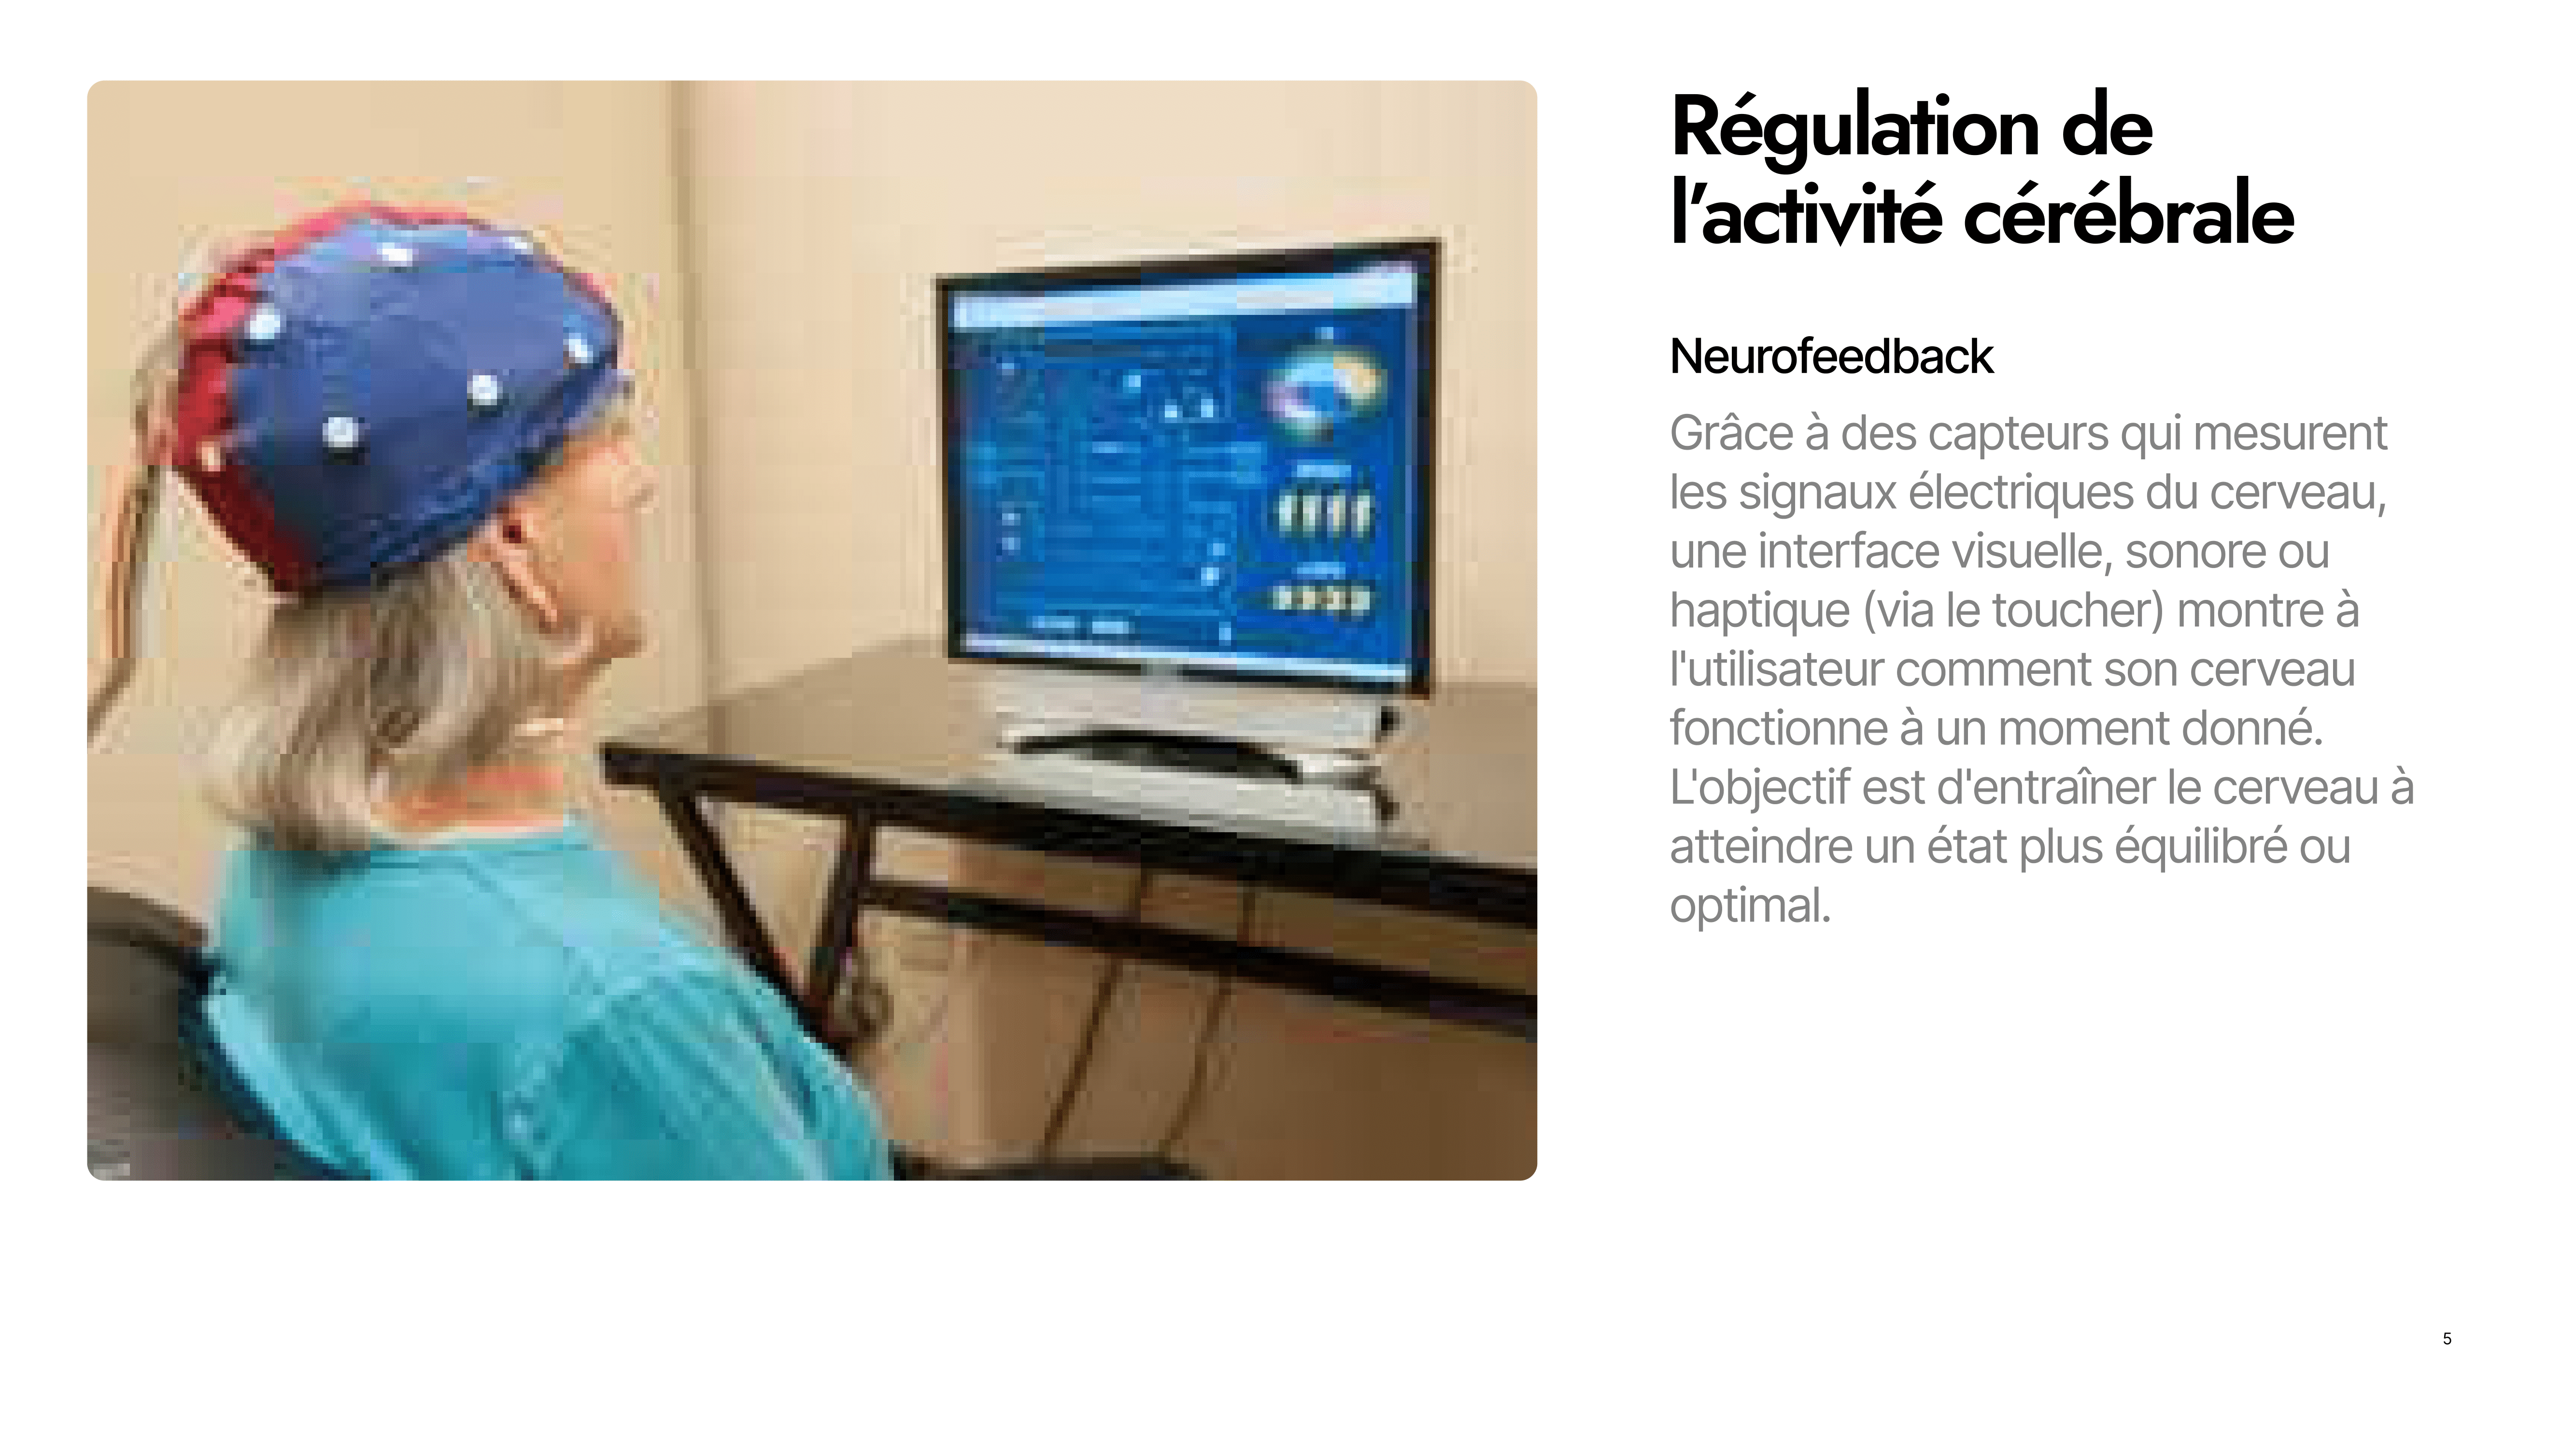 Régulation de
l’activité cérébrale
Neurofeedback
Grâce à des capteurs qui mesurent
les signaux électriques du cerveau,
une interface visuelle, sonore ou
haptique (via le toucher) montre à
l'utilisateur comment son cerveau
fonctionne à un moment donné.
L'objectif est d'entraîner le cerveau à
atteindre un état plus équilibré ou
optimal.
5